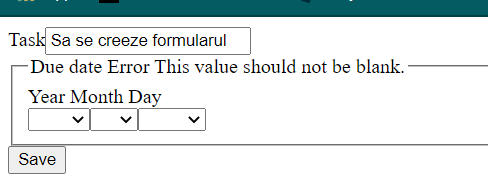 Task Sa se creeze formularul
Due date Error This value should not be blank.
Year Month Day
Save